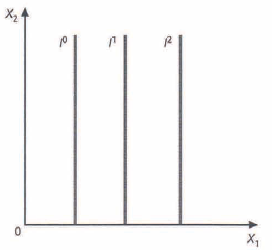 X₂
I⁰ I¹ I²
0
X₁